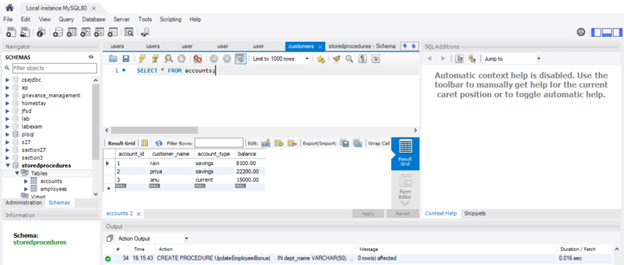 Local instance MySQL80
File Edit View Query Database Server Tools Scripting Help
Navigator
SCHEMAS
Filter objects
csejdbc
ep
grievance_management
homestay
jfsd
lab
labexam
plsql
s27
section27
section3
storedprocedures
Tables
accounts
employees
Views
Administration Schemas
Information
Schema:
storedprocedures
users users user user user customers storedprocedures - Schema
Limit to 1000 rows
1 SELECT * FROM accounts;
Result Grid Filter Rows: Edit: Export/Import: Wrap Cell
account_id customer_name account_type balance
1 ravi savings 8100.00
2 priya savings 22200.00
3 anu current 15000.00
NULL NULL NULL NULL
Result
Grid
Form
Editor
accounts 2 Apply Revert
SQLAdditions
Jump to
Automatic context help is disabled. Use the
toolbar to manually get help for the current
caret position or to toggle automatic help.
Context Help Snippets
Output
Action Output
# Time Action Message Duration / Fetch
34 16:15:43 CREATE PROCEDURE UpdateEmployeeBonus( IN dept_name VARCHAR(50), ... 0 row(s) affected 0.016 sec